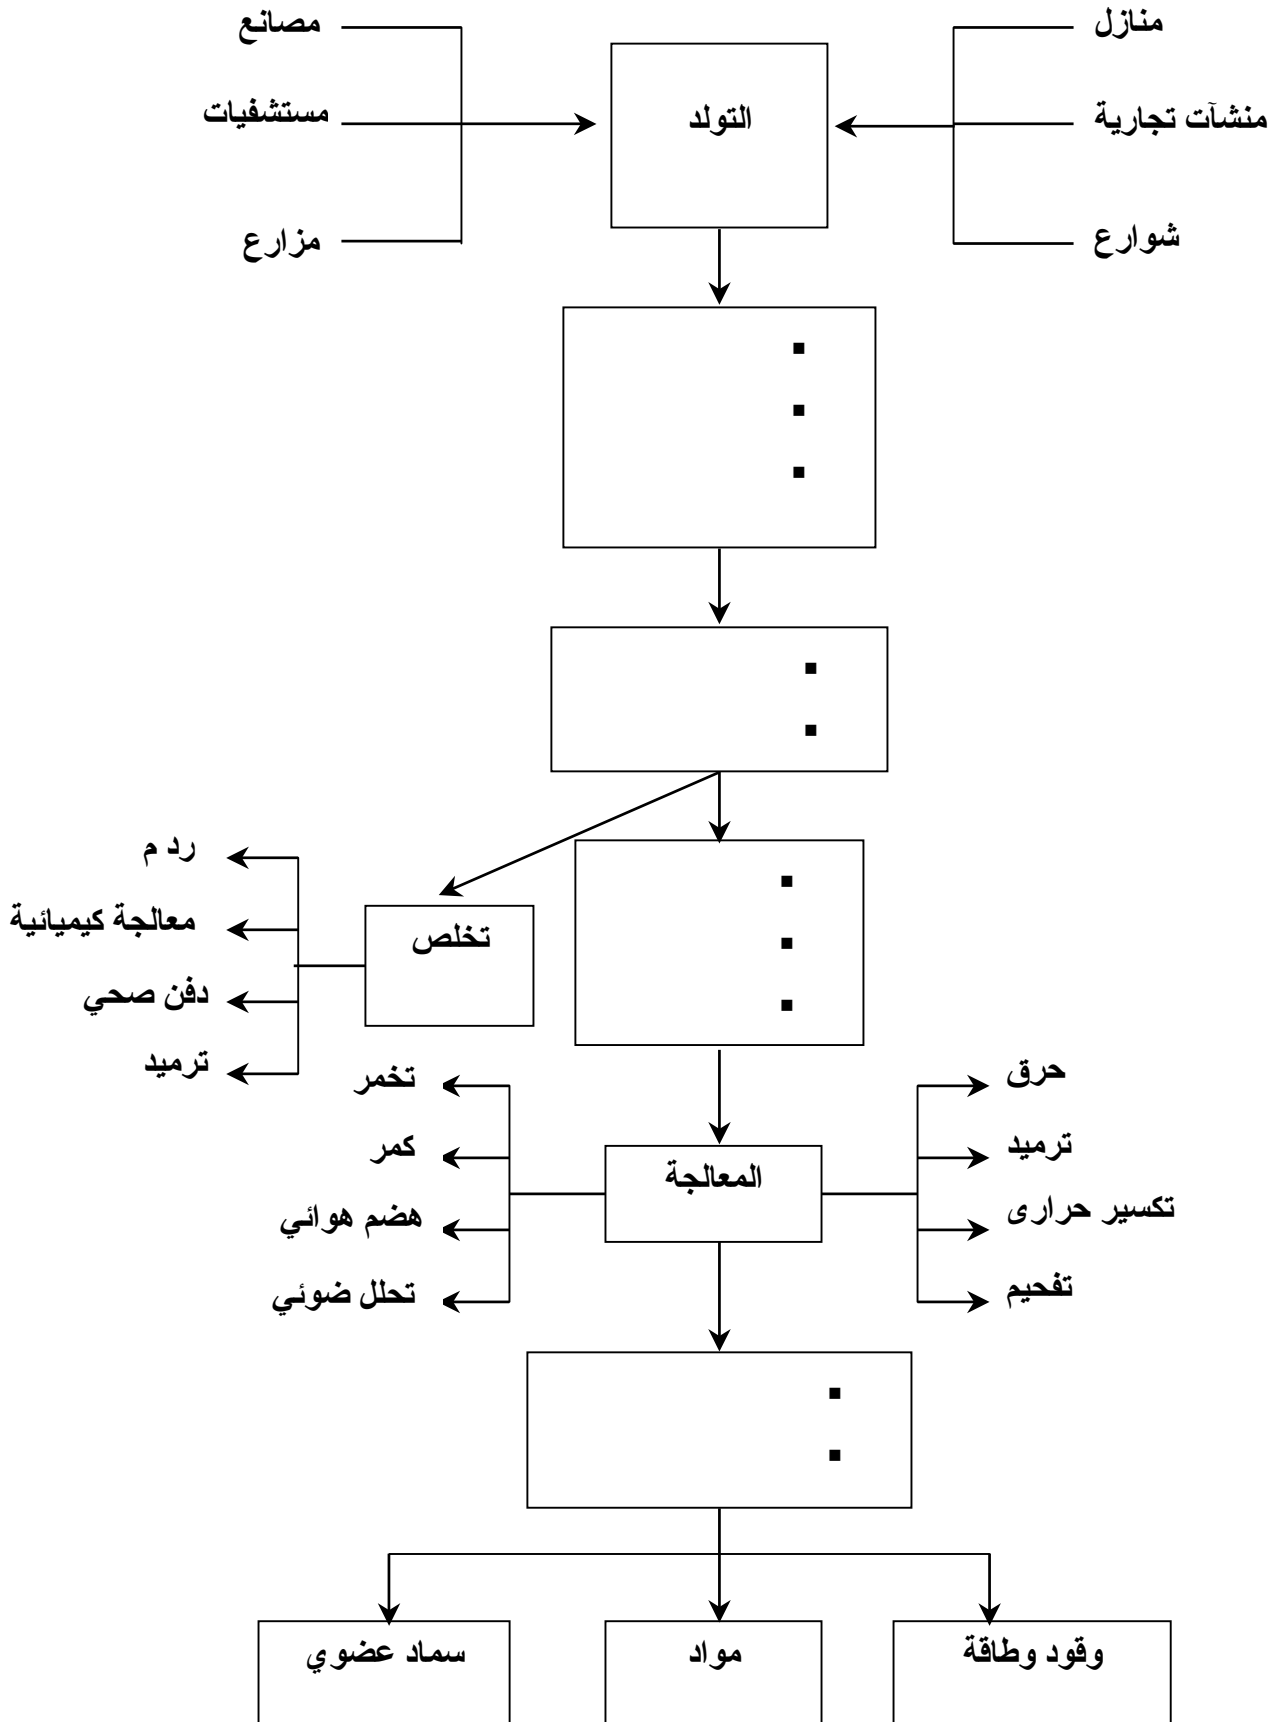 منازل
مصانع
منشآت تجارية
التولد
مستشفيات
شوارع
مزارع
▪
▪
▪
▪
▪
رد م
معالجة كيميائية
دفن صحي
ترميد
تخلص
▪
▪
▪
حرق
ترميد
تكسير حرارى
تفحيم
المعالجة
تخمر
كمر
هضم هوائي
تحلل ضوئي
▪
▪
وقود وطاقة
مواد
سماد عضوي